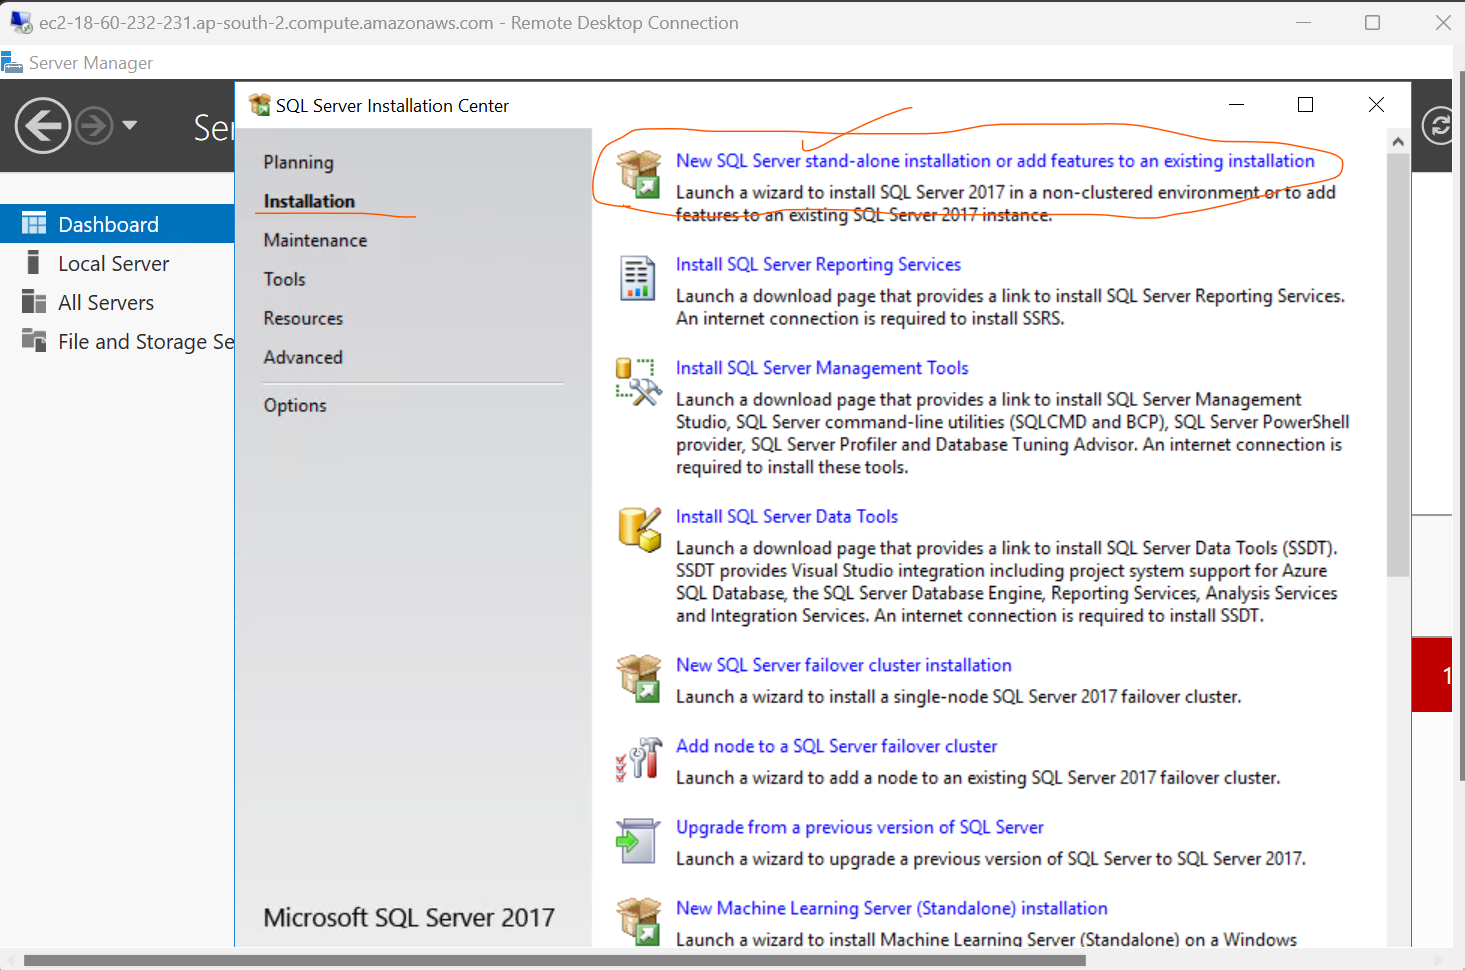 ec2-18-60-232-231.ap-south-2.compute.amazonaws.com - Remote Desktop Connection
Server Manager
SQL Server Installation Center
Dashboard
Local Server
All Servers
File and Storage Se
Planning
Installation
Maintenance
Tools
Resources
Advanced
Options
Microsoft SQL Server 2017
New SQL Server stand-alone installation or add features to an existing installation
Launch a wizard to install SQL Server 2017 in a non-clustered environment or to add
features to an existing SQL Server 2017 instance.
Install SQL Server Reporting Services
Launch a download page that provides a link to install SQL Server Reporting Services.
An internet connection is required to install SSRS.
Install SQL Server Management Tools
Launch a download page that provides a link to install SQL Server Management
Studio, SQL Server command-line utilities (SQLCMD and BCP), SQL Server PowerShell
provider, SQL Server Profiler and Database Tuning Advisor. An internet connection is
required to install these tools.
Install SQL Server Data Tools
Launch a download page that provides a link to install SQL Server Data Tools (SSDT).
SSDT provides Visual Studio integration including project system support for Azure
SQL Database, the SQL Server Database Engine, Reporting Services, Analysis Services
and Integration Services. An internet connection is required to install SSDT.
New SQL Server failover cluster installation
Launch a wizard to install a single-node SQL Server 2017 failover cluster.
Add node to a SQL Server failover cluster
Launch a wizard to add a node to an existing SQL Server 2017 failover cluster.
Upgrade from a previous version of SQL Server
Launch a wizard to upgrade a previous version of SQL Server to SQL Server 2017.
New Machine Learning Server (Standalone) installation
Launch a wizard to install Machine Learning Server (Standalone) on a Windows
Ser
1